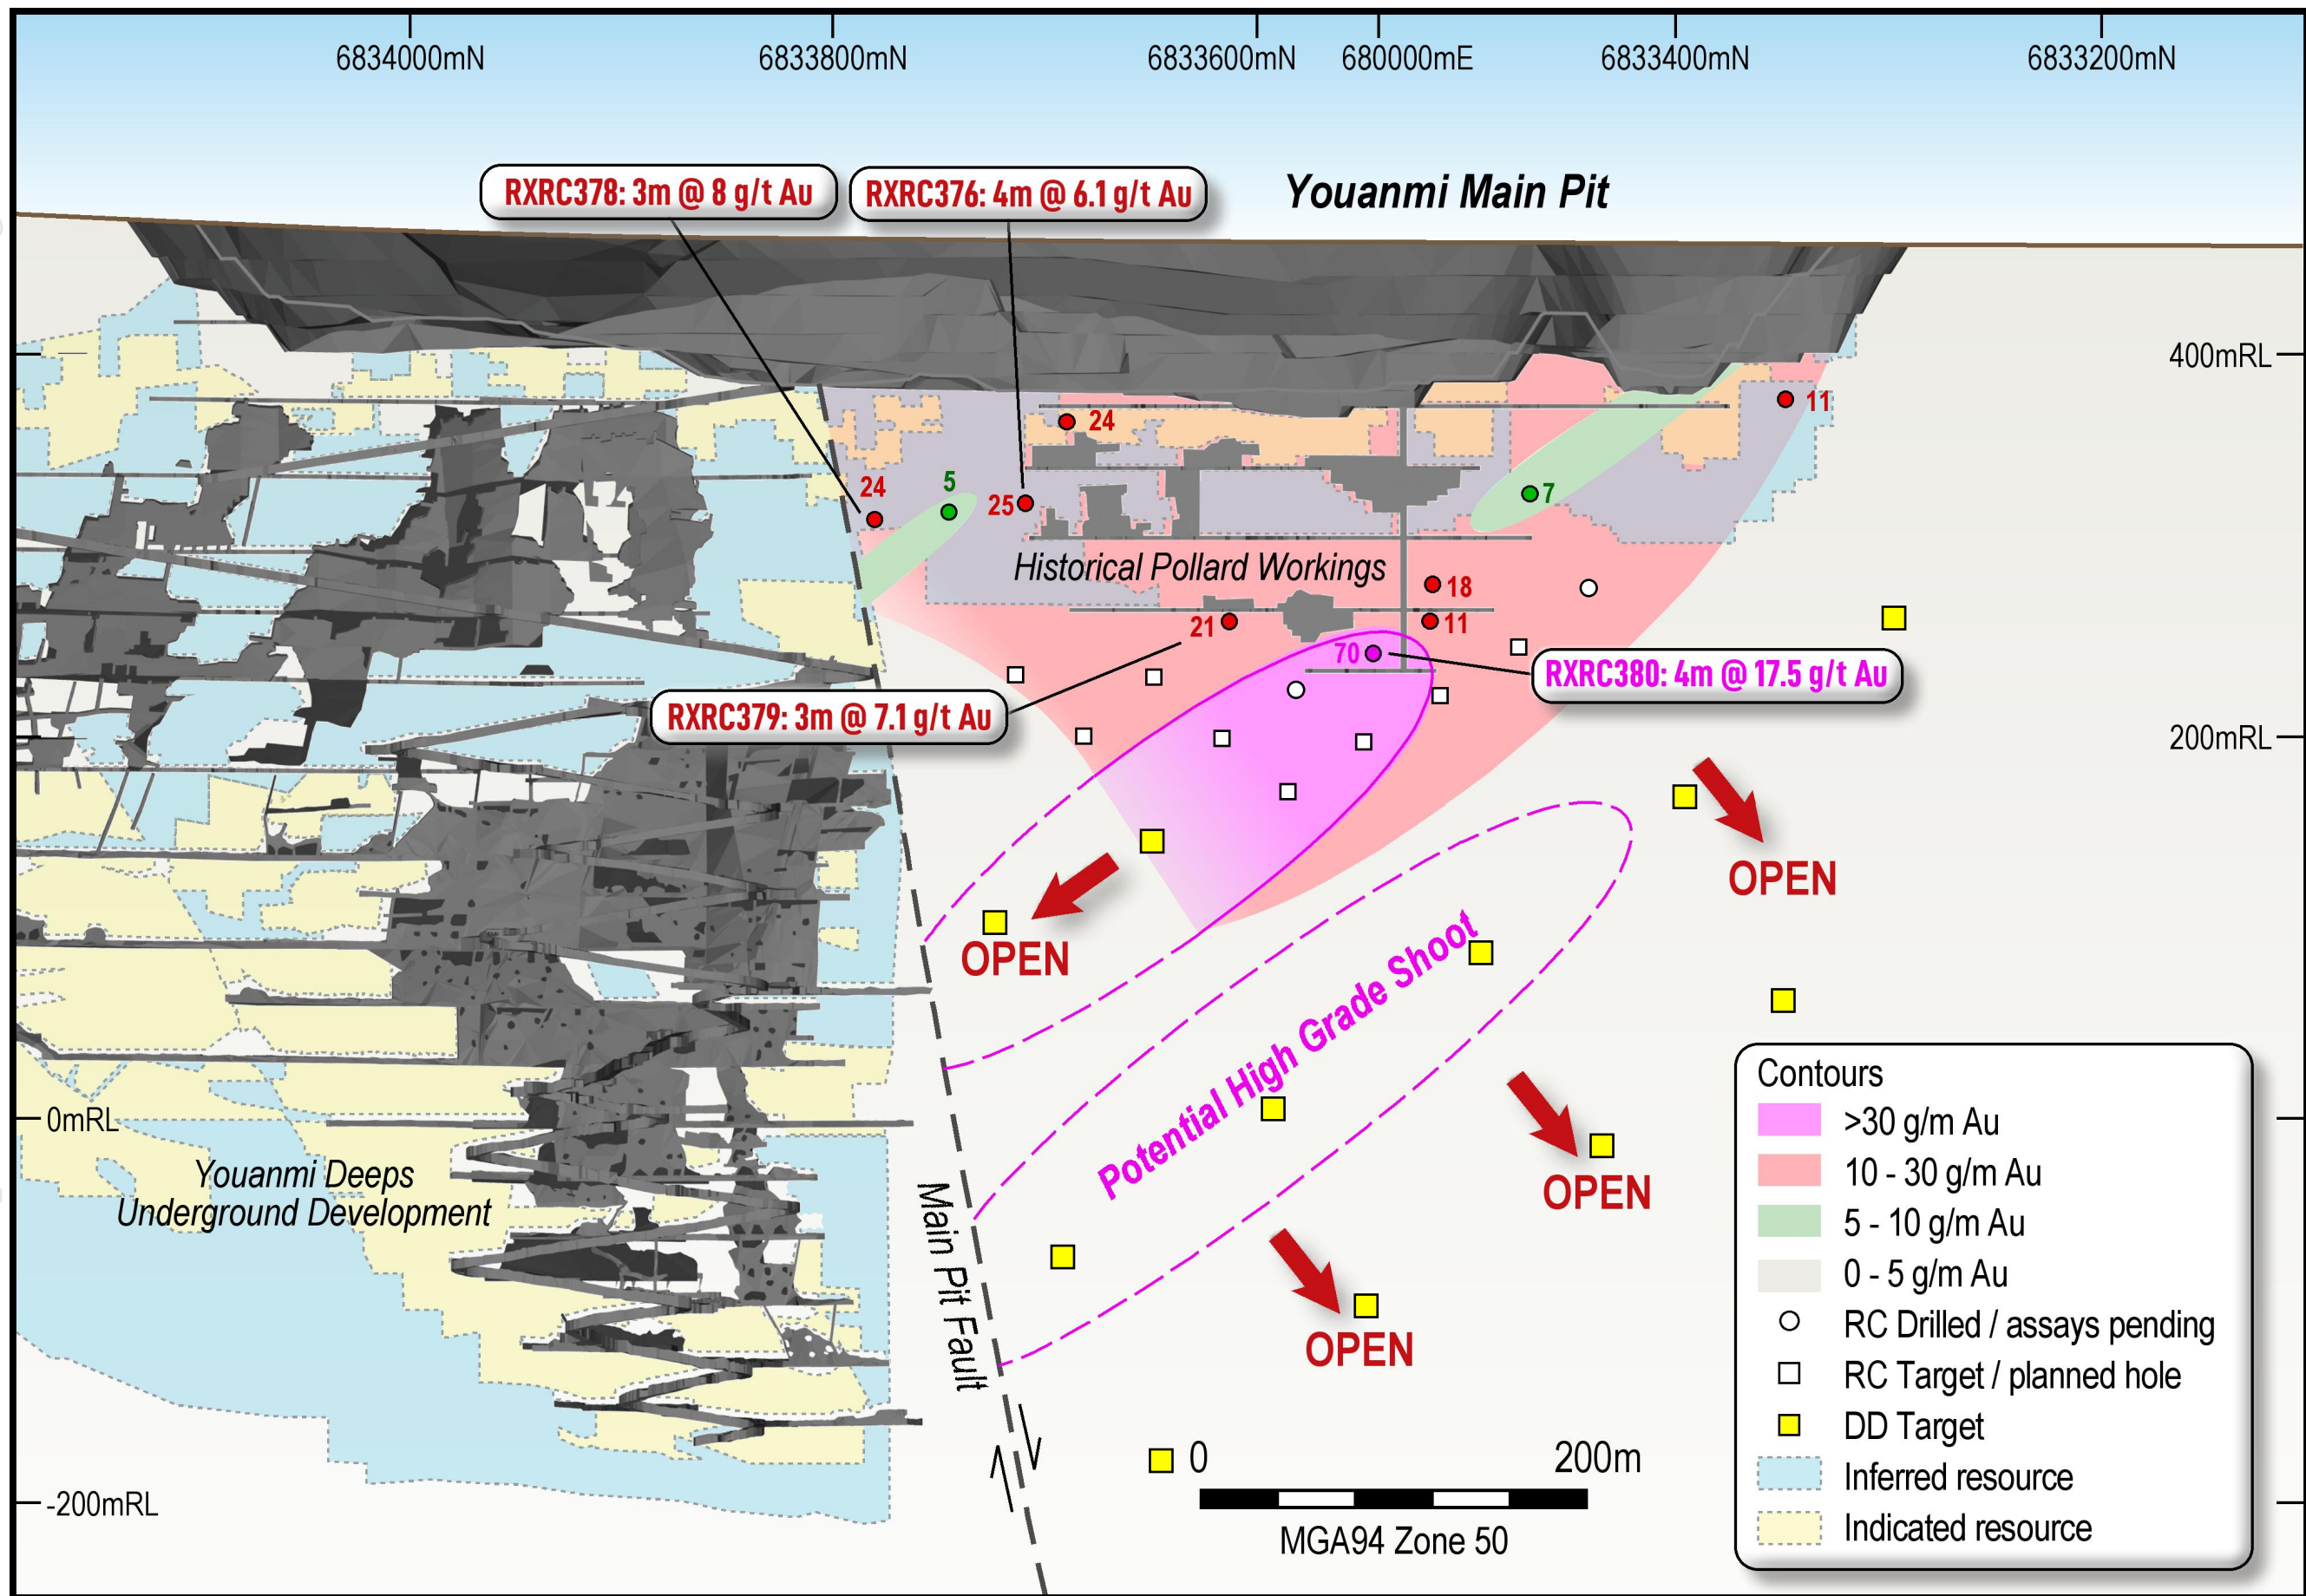 6834000mN
6833800mN
6833600mN
680000mE
6833400mN
6833200mN
RXRC378: 3m @ 8 g/t Au
RXRC376: 4m @ 6.1 g/t Au
Youanmi Main Pit
400mRL
11
24
24
5
25
7
Historical Pollard Workings
18
21
11
70
RXRC380: 4m @ 17.5 g/t Au
RXRC379: 3m @ 7.1 g/t Au
200mRL
OPEN
OPEN
Potential High Grade Shoot
0mRL
Youanmi Deeps
Underground Development
Main Pit Fault
OPEN
OPEN
-200mRL
0
200m
MGA94 Zone 50
Contours
>30 g/m Au
10 - 30 g/m Au
5 - 10 g/m Au
0 - 5 g/m Au
RC Drilled / assays pending
RC Target / planned hole
DD Target
Inferred resource
Indicated resource